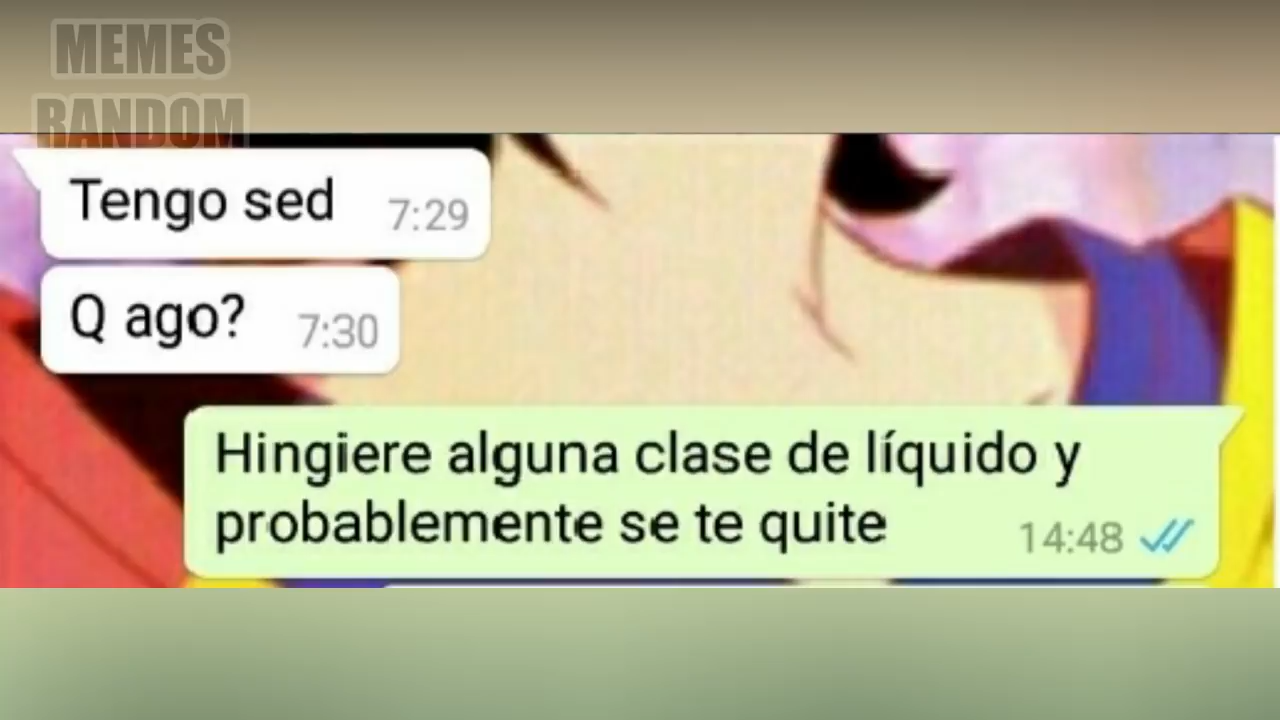 MEMES
RANDOM
Tengo sed 7:29
Q ago? 7:30
Hingiere alguna clase de líquido y
probablemente se te quite 14:48